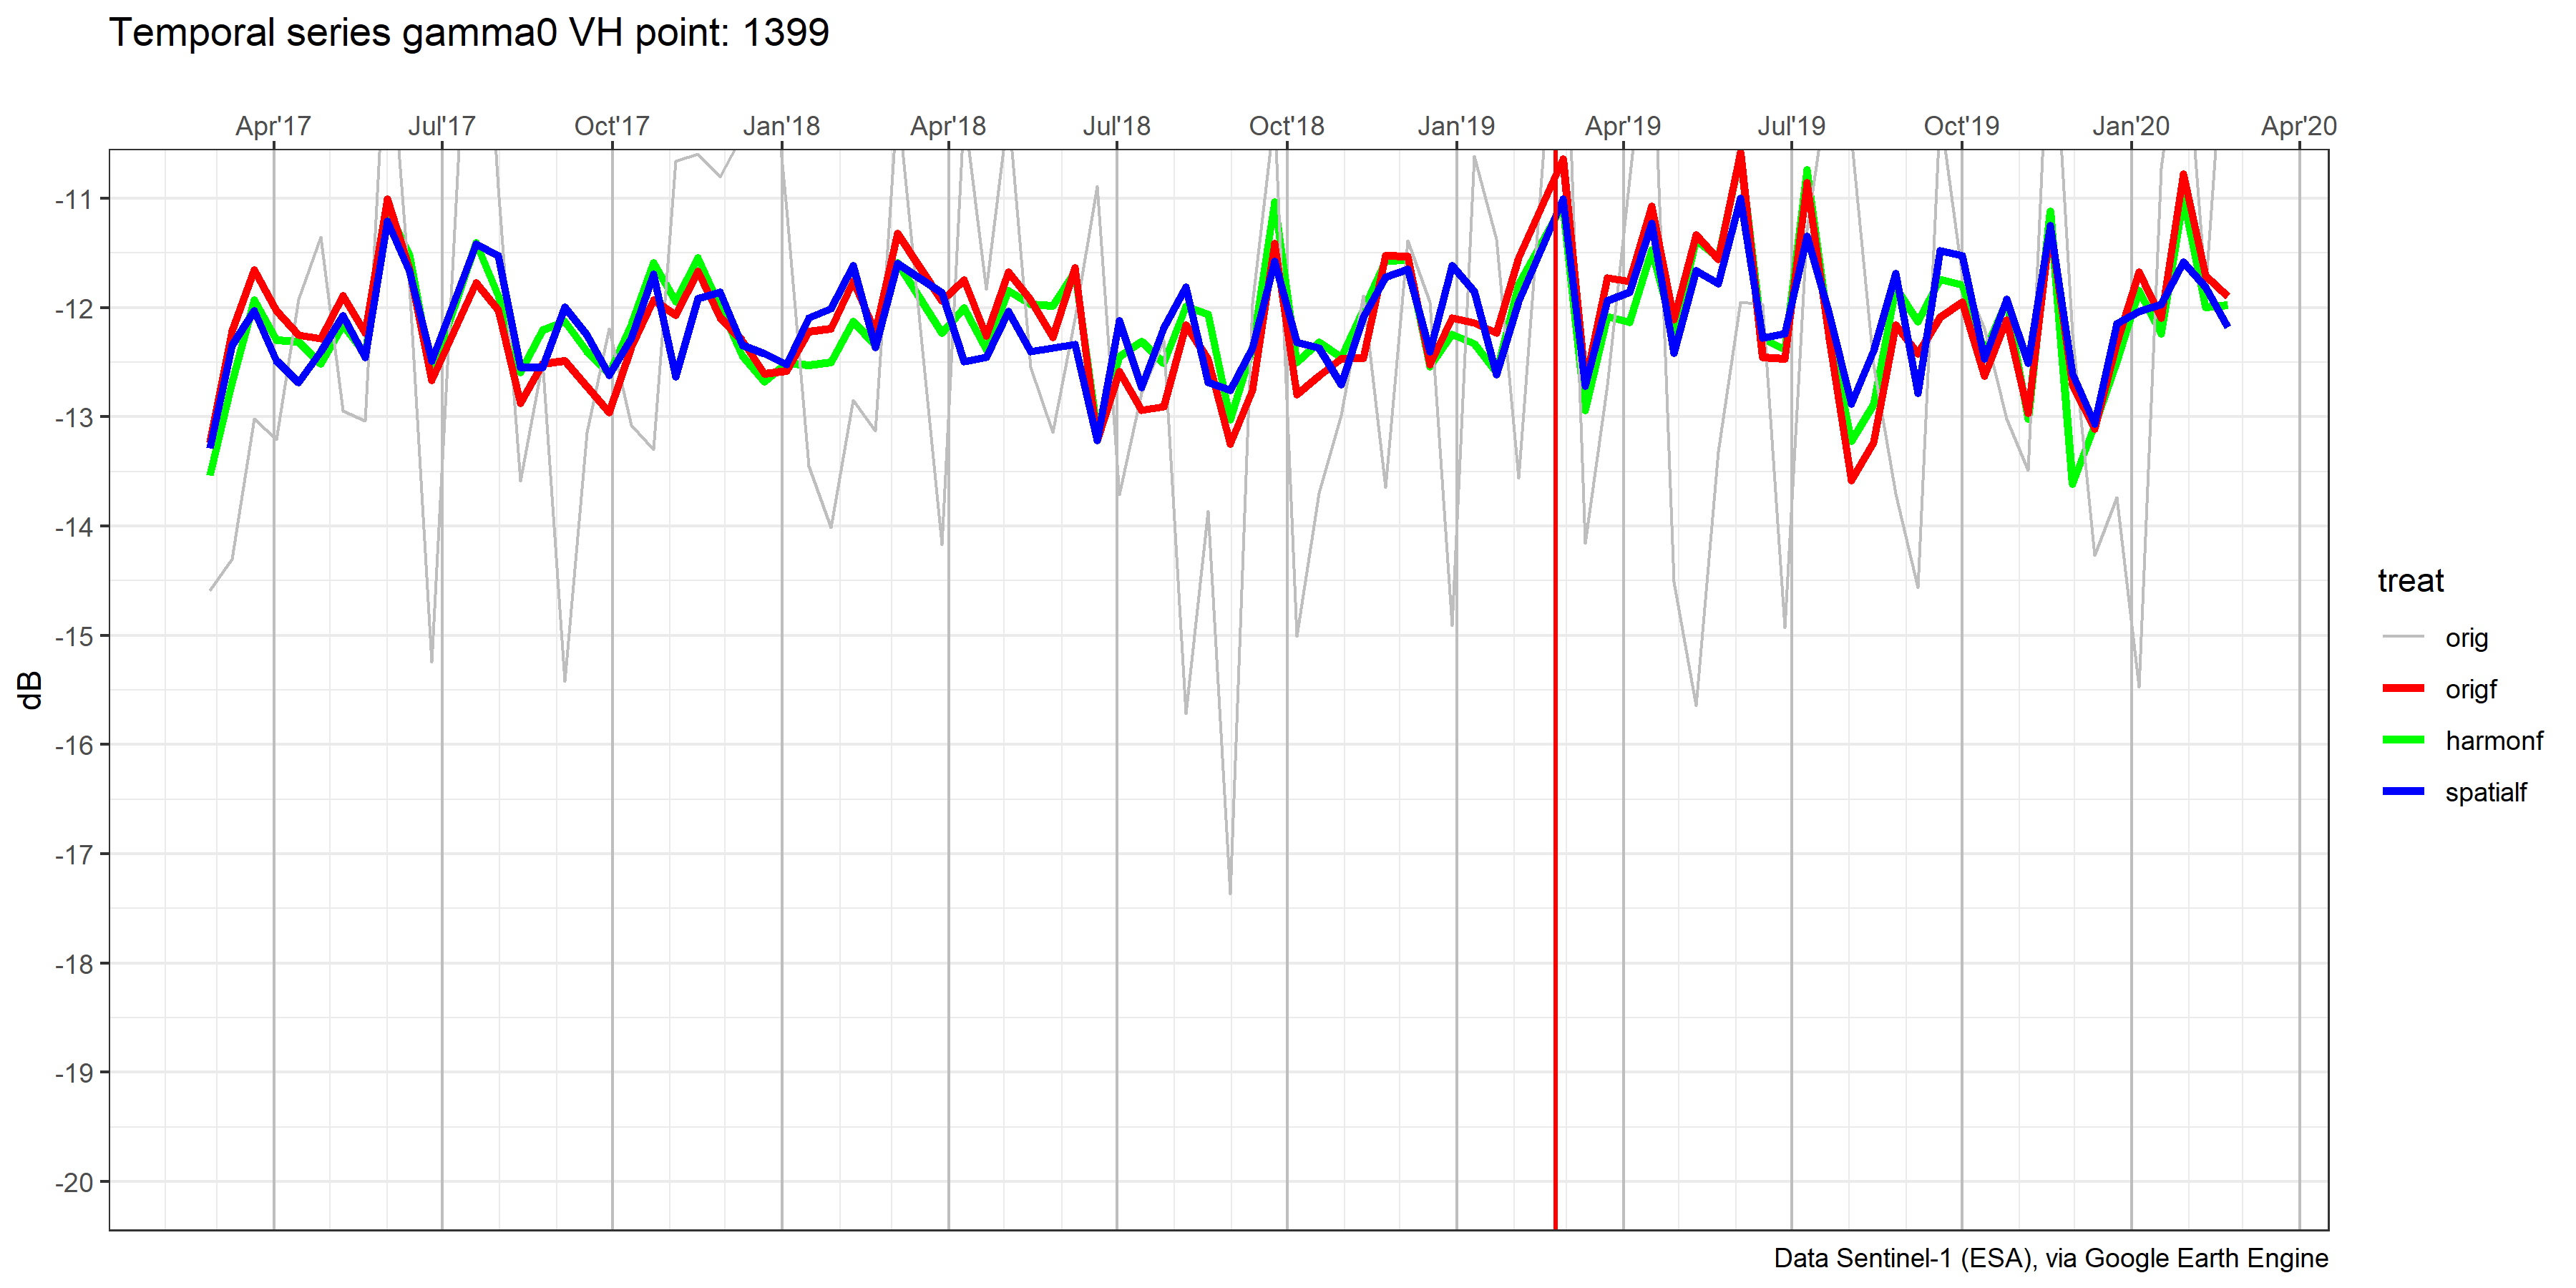 Temporal series gamma0 VH point: 1399
Apr'17 Jul'17 Oct'17 Jan'18 Apr'18 Jul'18 Oct'18 Jan'19 Apr'19 Jul'19 Oct'19 Jan'20 Apr'20
-11
-12
-13
-14
-15
-16
-17
-18
-19
-20
dB
treat
orig
origf
harmonf
spatialf
Data Sentinel-1 (ESA), via Google Earth Engine